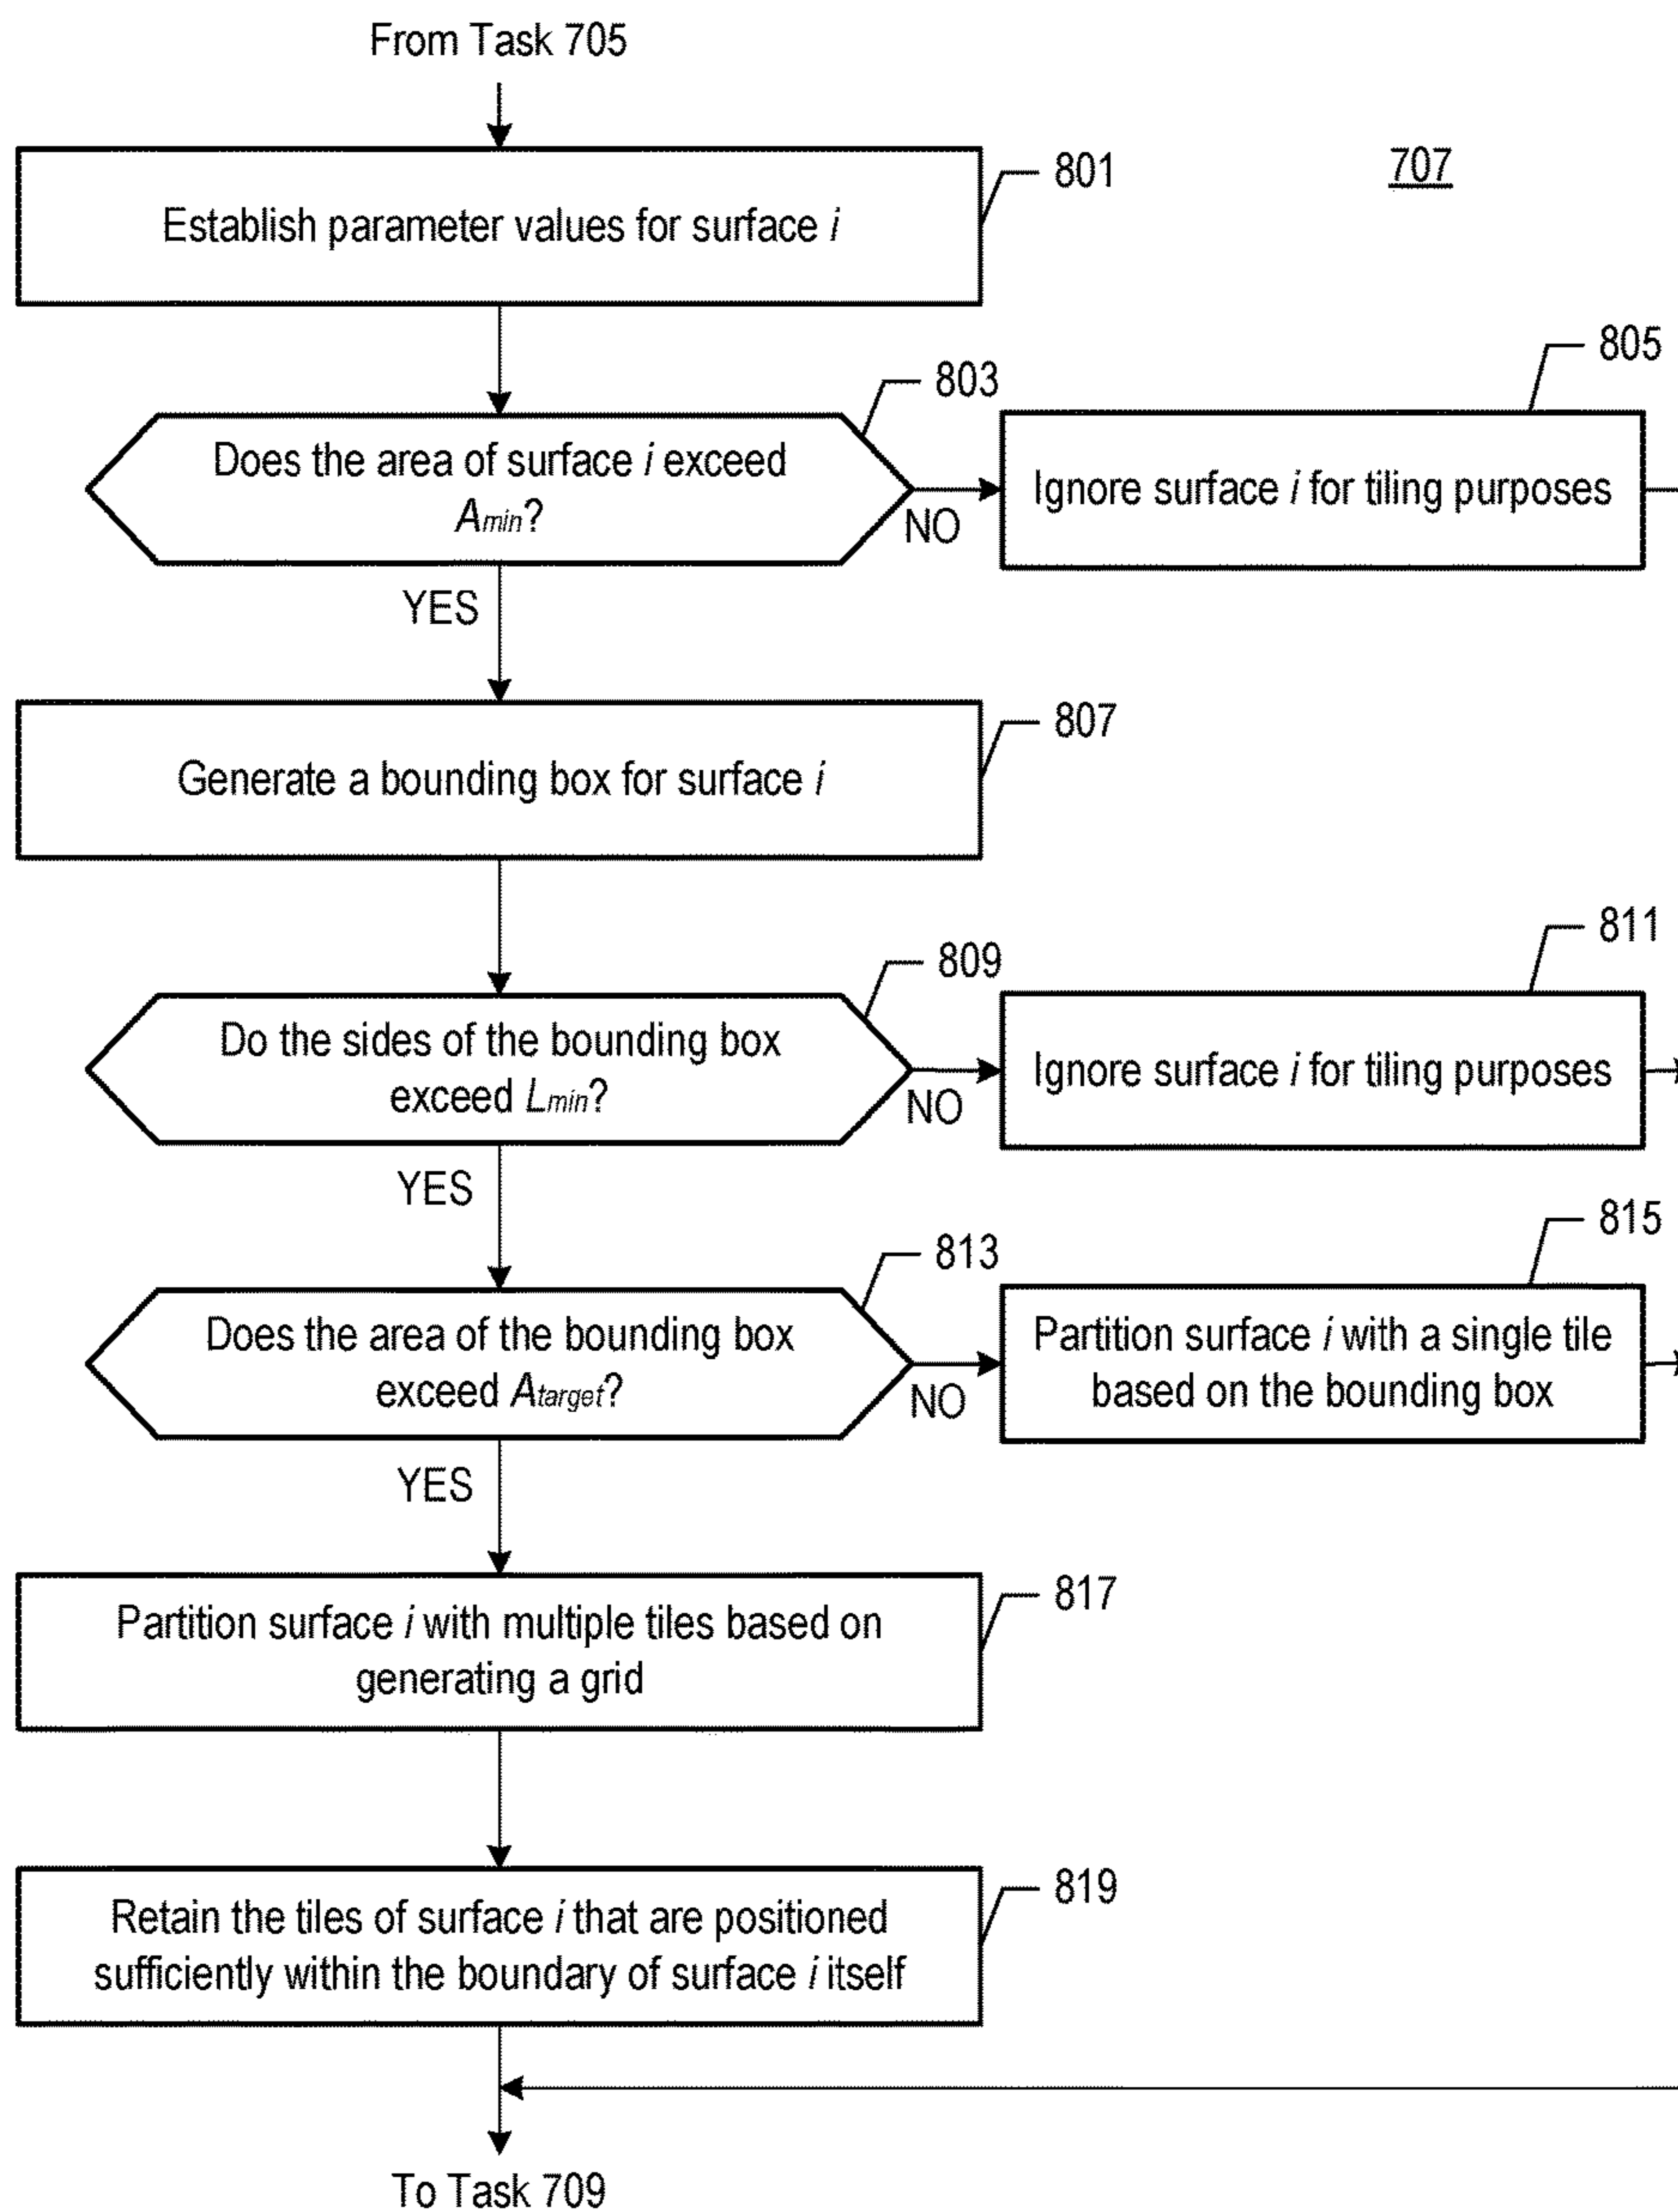 From Task 705
707
801
Establish parameter values for surface i
803
805
Does the area of surface i exceed
Amin?
NO
Ignore surface i for tiling purposes
YES
807
Generate a bounding box for surface i
809
811
Do the sides of the bounding box
exceed Lmin?
NO
Ignore surface i for tiling purposes
YES
813
815
Does the area of the bounding box
exceed Atarget?
NO
Partition surface i with a single tile
based on the bounding box
YES
817
Partition surface i with multiple tiles based on
generating a grid
819
Retain the tiles of surface i that are positioned
sufficiently within the boundary of surface i itself
To Task 709